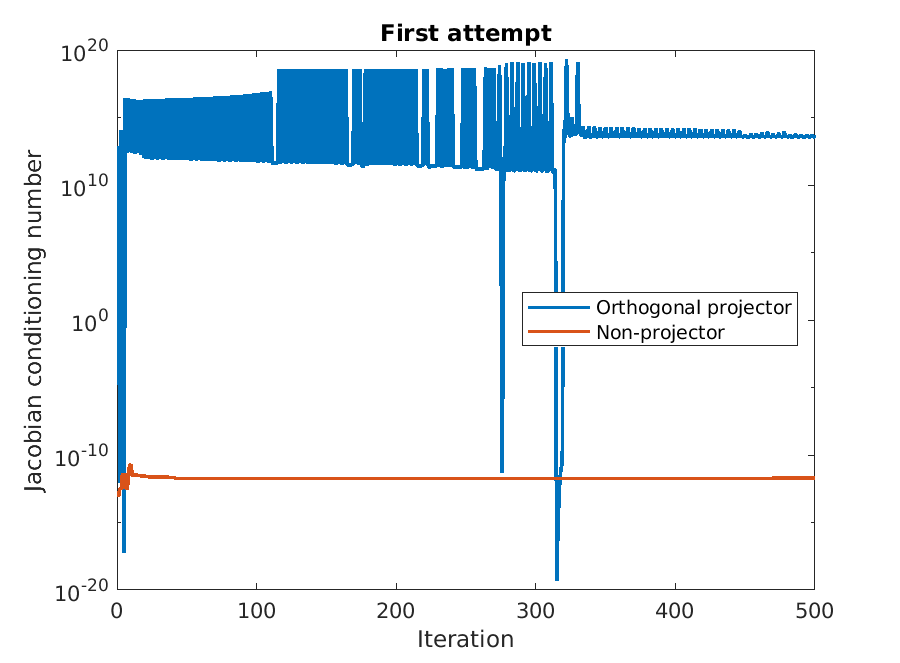 First attempt
Jacobian conditioning number
10^20
10^10
10^0
10^-10
10^-20
Orthogonal projector
Non-projector
0 100 200 300 400 500
Iteration